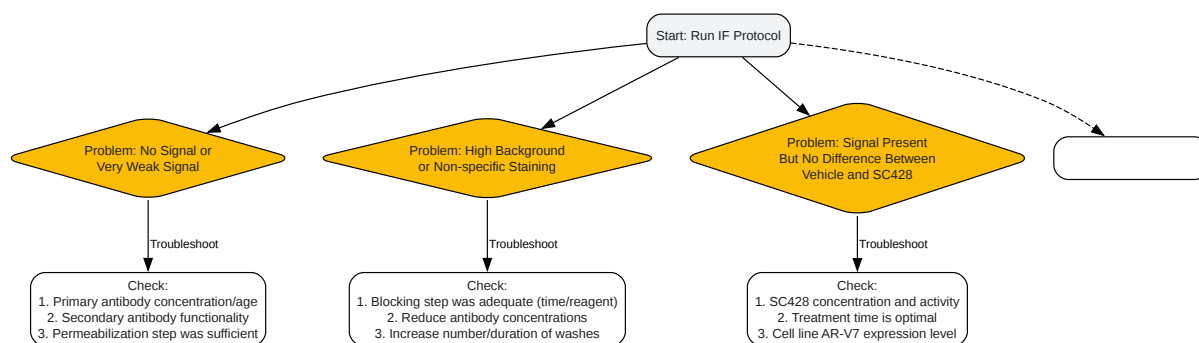 Start: Run IF Protocol
Problem: No Signal or
Very Weak Signal
Problem: High Background
or Non-specific Staining
Problem: Signal Present
But No Difference Between
Vehicle and SC428
Troubleshoot
Troubleshoot
Troubleshoot
Check:
1. Primary antibody concentration/age
2. Secondary antibody functionality
3. Permeabilization step was sufficient
Check:
1. Blocking step was adequate (time/reagent)
2. Reduce antibody concentrations
3. Increase number/duration of washes
Check:
1. SC428 concentration and activity
2. Treatment time is optimal
3. Cell line AR-V7 expression level